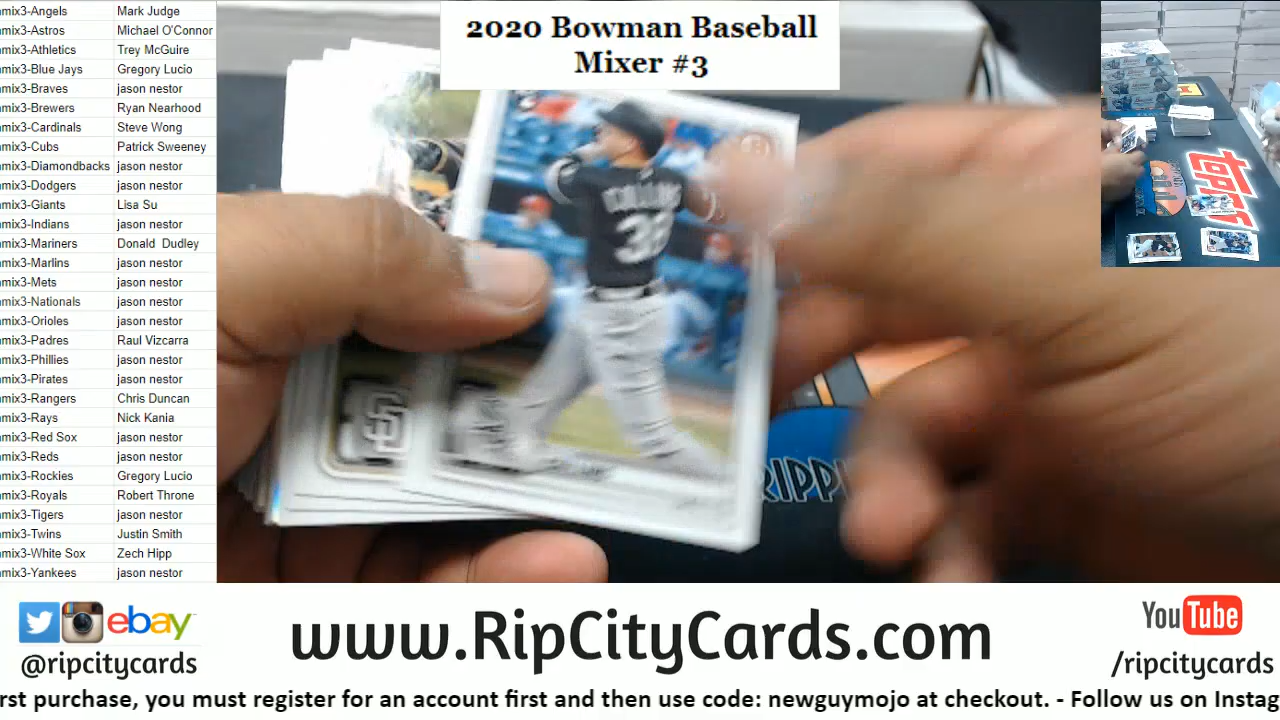 2020 Bowman Baseball
Mixer #3
mix3-Angels Mark Judge
mix3-Astros Michael O'Connor
mix3-Athletics Trey McGuire
mix3-Blue Jays Gregory Lucio
mix3-Braves jason nestor
mix3-Brewers Ryan Nearhood
mix3-Cardinals Steve Wong
mix3-Cubs Patrick Sweeney
mix3-Diamondbacks jason nestor
mix3-Dodgers jason nestor
mix3-Giants Lisa Su
mix3-Indians jason nestor
mix3-Mariners Donald Dudley
mix3-Marlins jason nestor
mix3-Mets jason nestor
mix3-Nationals jason nestor
mix3-Orioles jason nestor
mix3-Padres Raul Vizcarra
mix3-Phillies jason nestor
mix3-Pirates jason nestor
mix3-Rangers Chris Duncan
mix3-Rays Nick Kania
mix3-Red Sox jason nestor
mix3-Reds jason nestor
mix3-Rockies Gregory Lucio
mix3-Royals Robert Throne
mix3-Tigers jason nestor
mix3-Twins Justin Smith
mix3-White Sox Zech Hipp
mix3-Yankees jason nestor
SD
RIPPI
Topps
ebay
@ripcitycards
www.RipCityCards.com
YouTube
/ripcitycards
rst purchase, you must register for an account first and then use code: newguymojo at checkout. - Follow us on Instag